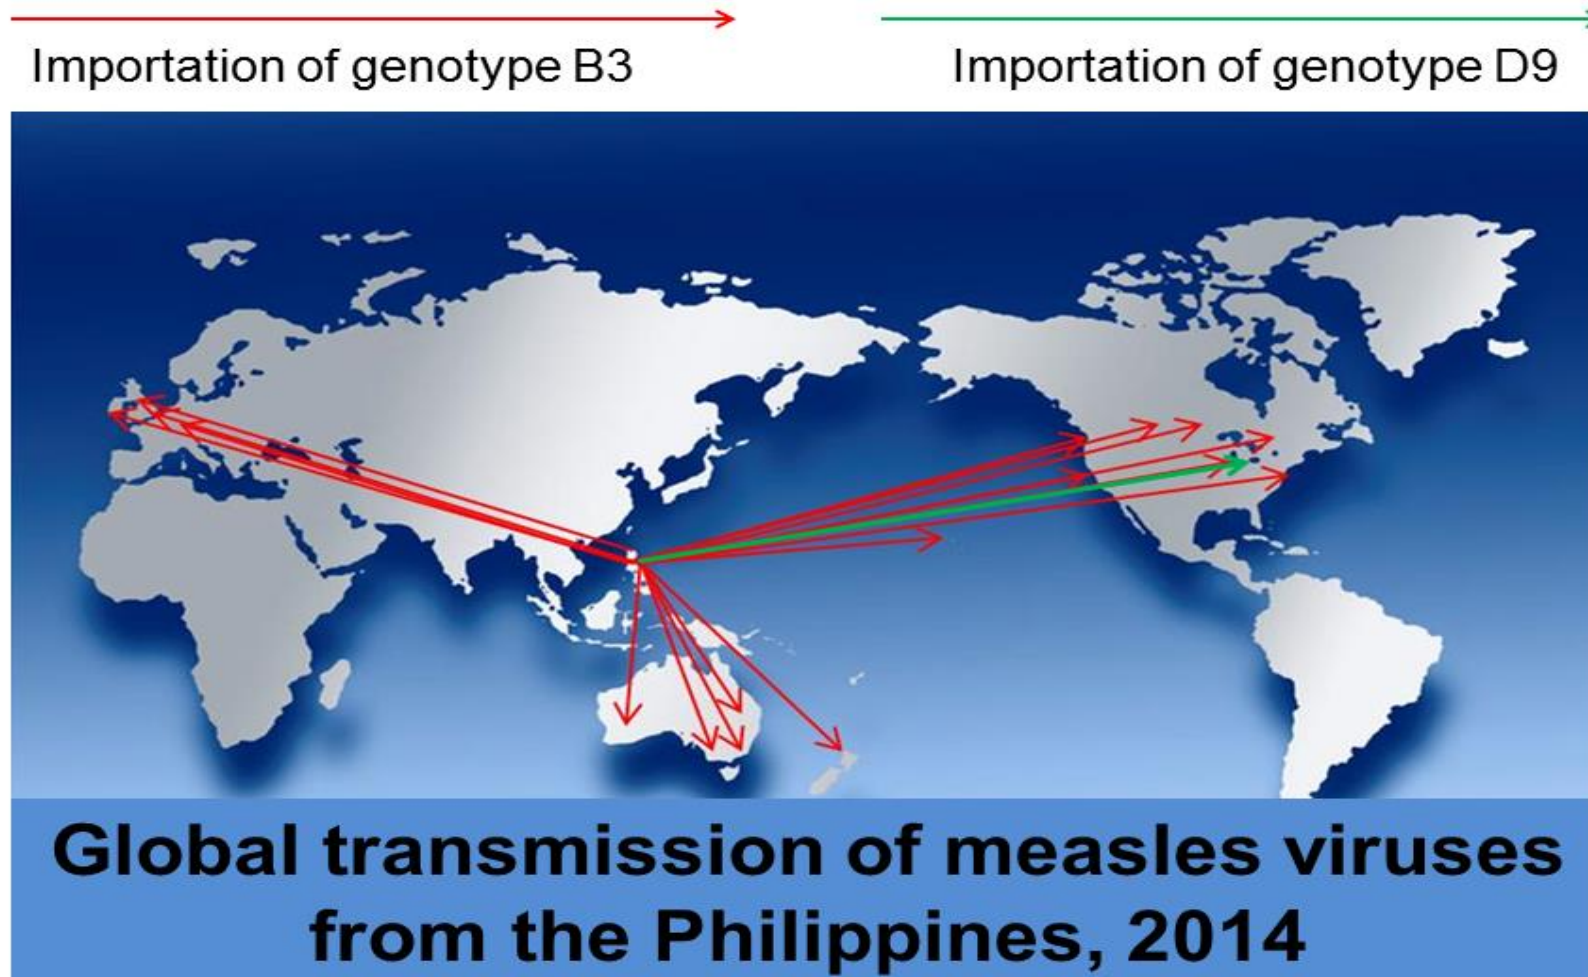 Importation of genotype B3
Importation of genotype D9
Global transmission of measles viruses
from the Philippines, 2014